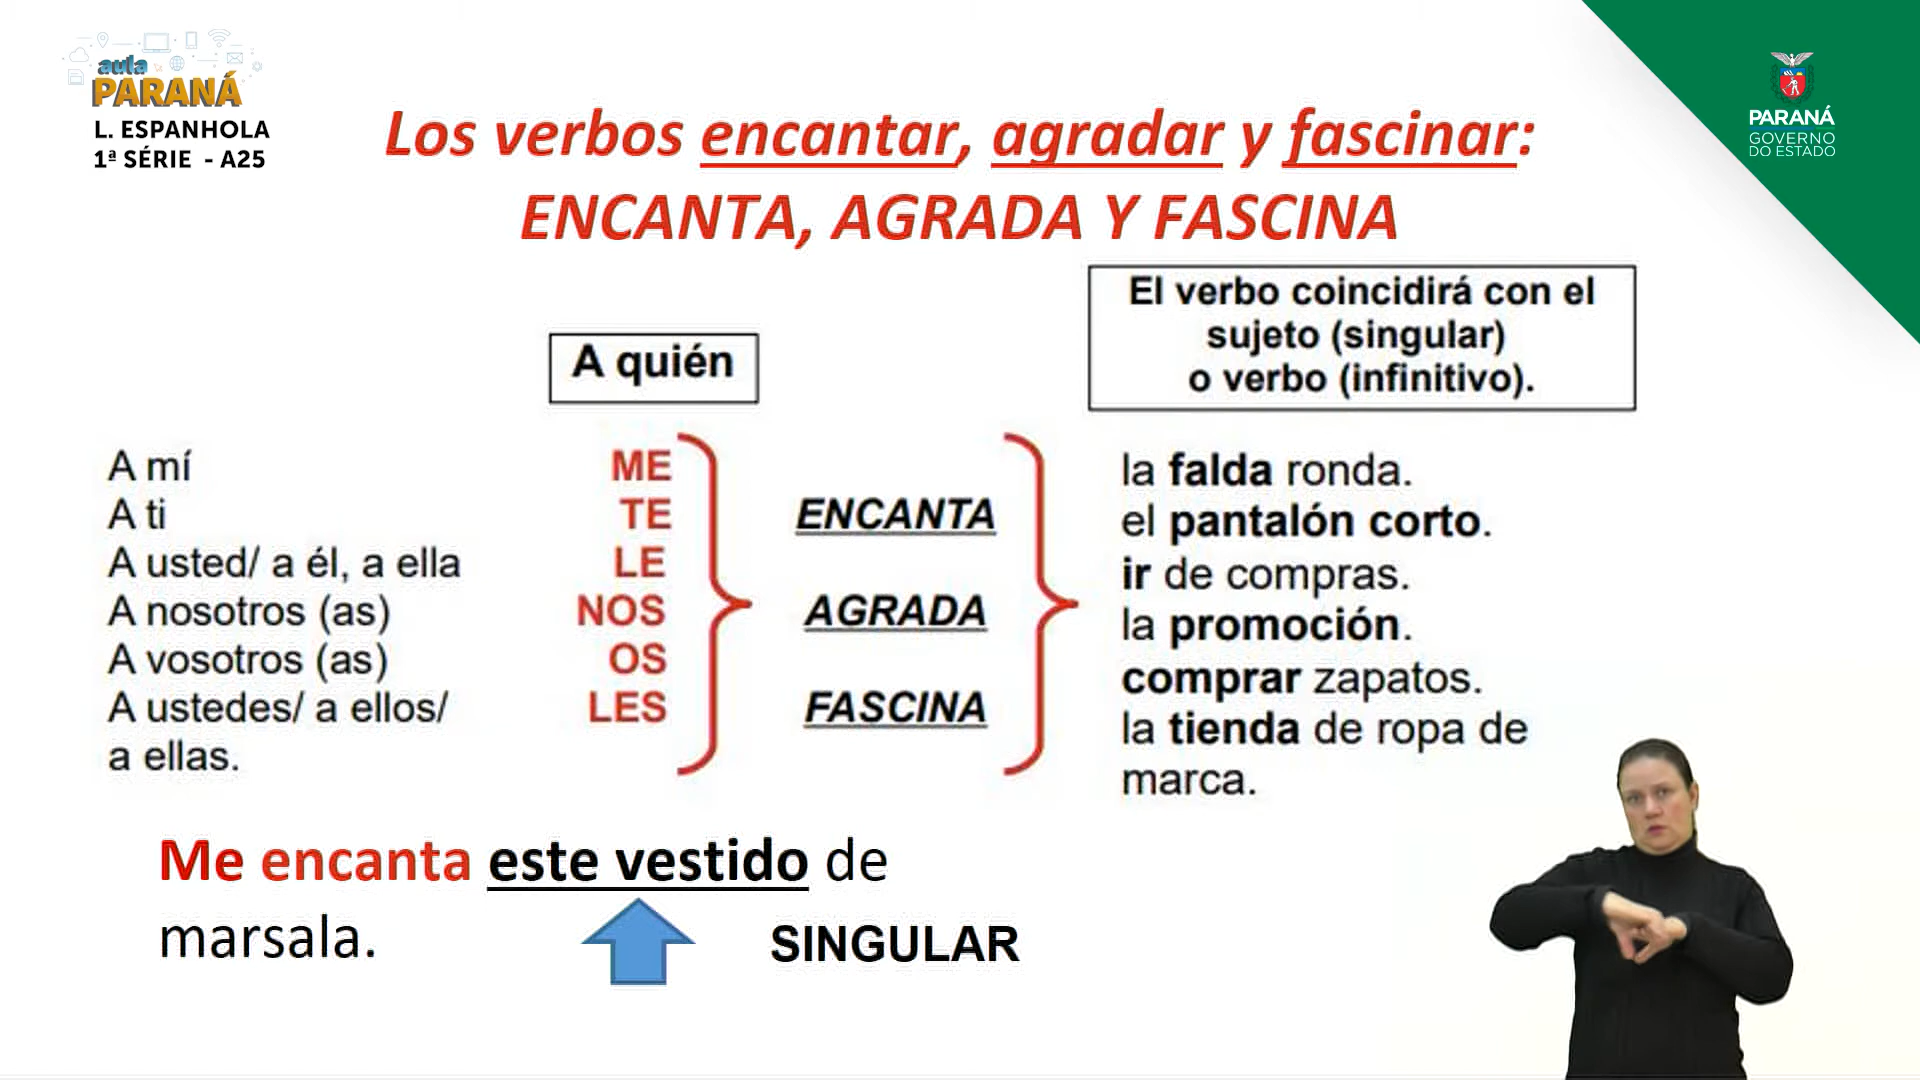 aula
PARANÁ
L. ESPANHOLA
1ª SÉRIE - A25
PARANÁ
GOVERNO
DO ESTADO
Los verbos encantar, agradar y fascinar:
ENCANTA, AGRADA Y FASCINA
A quién
El verbo coincidirá con el
sujeto (singular)
o verbo (infinitivo).
A mí
A ti
A usted/ a él, a ella
A nosotros (as)
A vosotros (as)
A ustedes/ a ellos/
a ellas.
ME
TE
LE
NOS
OS
LES
ENCANTA
AGRADA
FASCINA
la falda ronda.
el pantalón corto.
ir de compras.
la promoción.
comprar zapatos.
la tienda de ropa de
marca.
Me encanta este vestido de
marsala.
SINGULAR